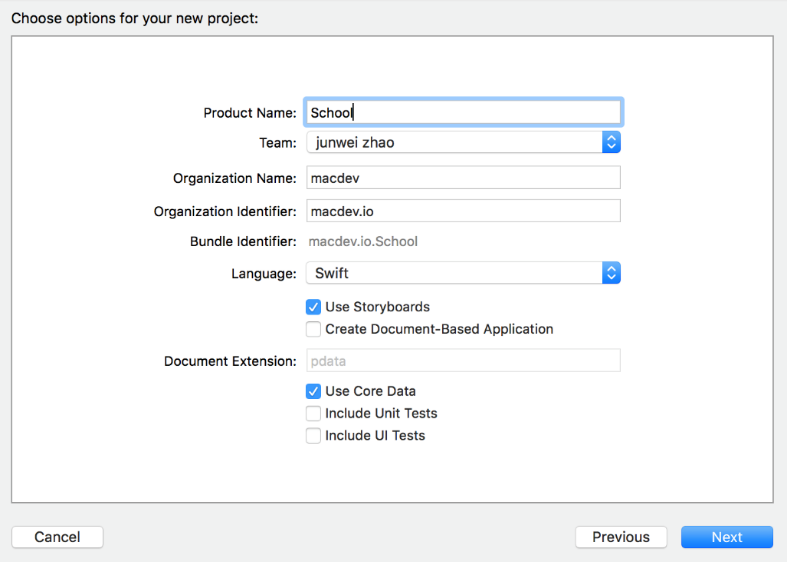 Choose options for your new project:
Product Name: School
Team: junwei zhao
Organization Name: macdev
Organization Identifier: macdev.io
Bundle Identifier: macdev.io.School
Language: Swift
Use Storyboards
Create Document-Based Application
Document Extension: pdata
Use Core Data
Include Unit Tests
Include UI Tests
Cancel Previous Next